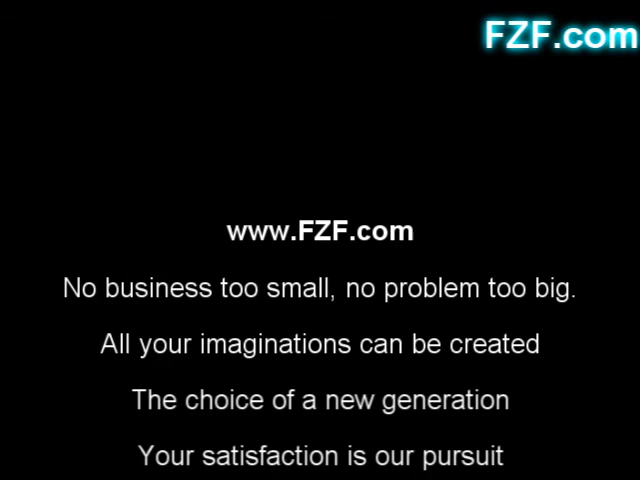 FZF.com
www.FZF.com
No business too small, no problem too big.
All your imaginations can be created
The choice of a new generation
Your satisfaction is our pursuit